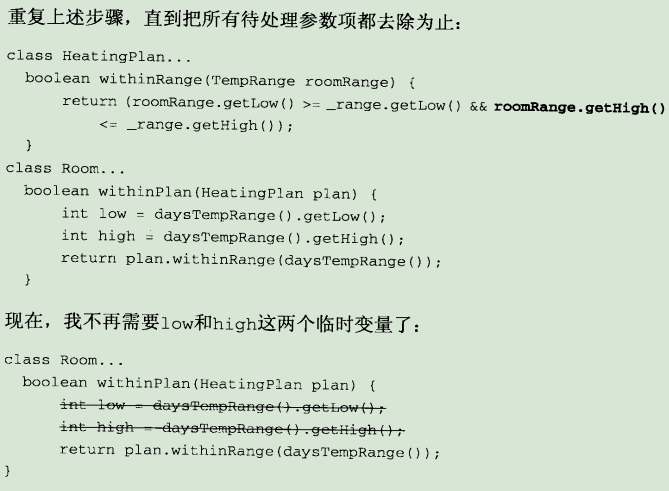 重复上述步骤，直到把所有待处理参数项都去除为止：
class HeatingPlan...
  boolean withinRange(TempRange roomRange) {
      return (roomRange.getLow() >= _range.getLow() && roomRange.getHigh()
          <= _range.getHigh());
  }
class Room...
  boolean withinPlan(HeatingPlan plan) {
      int low = daysTempRange().getLow();
      int high = daysTempRange().getHigh();
      return plan.withinRange(daysTempRange());
  }
现在，我不再需要low和high这两个临时变量了：
class Room...
  boolean withinPlan(HeatingPlan plan) {
      int low = daysTempRange().getLow();
      int high = daysTempRange().getHigh();
      return plan.withinRange(daysTempRange());
}